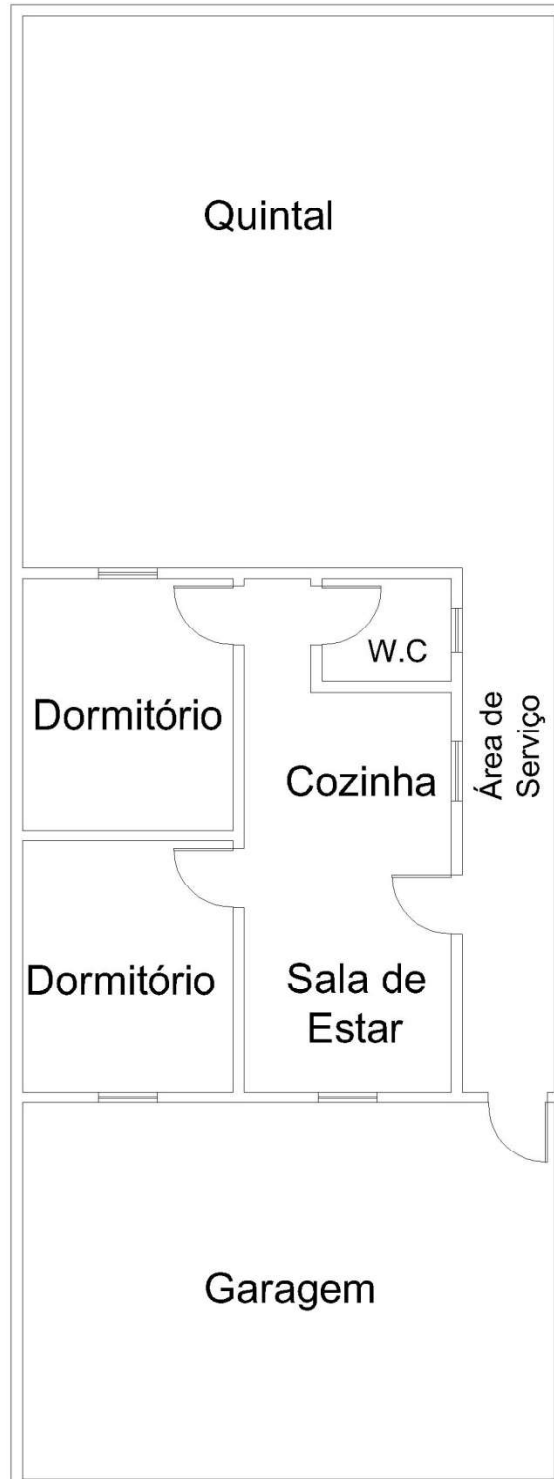 Quintal
W.C
Dormitório
Cozinha
Área de
Serviço
Dormitório
Sala de
Estar
Garagem